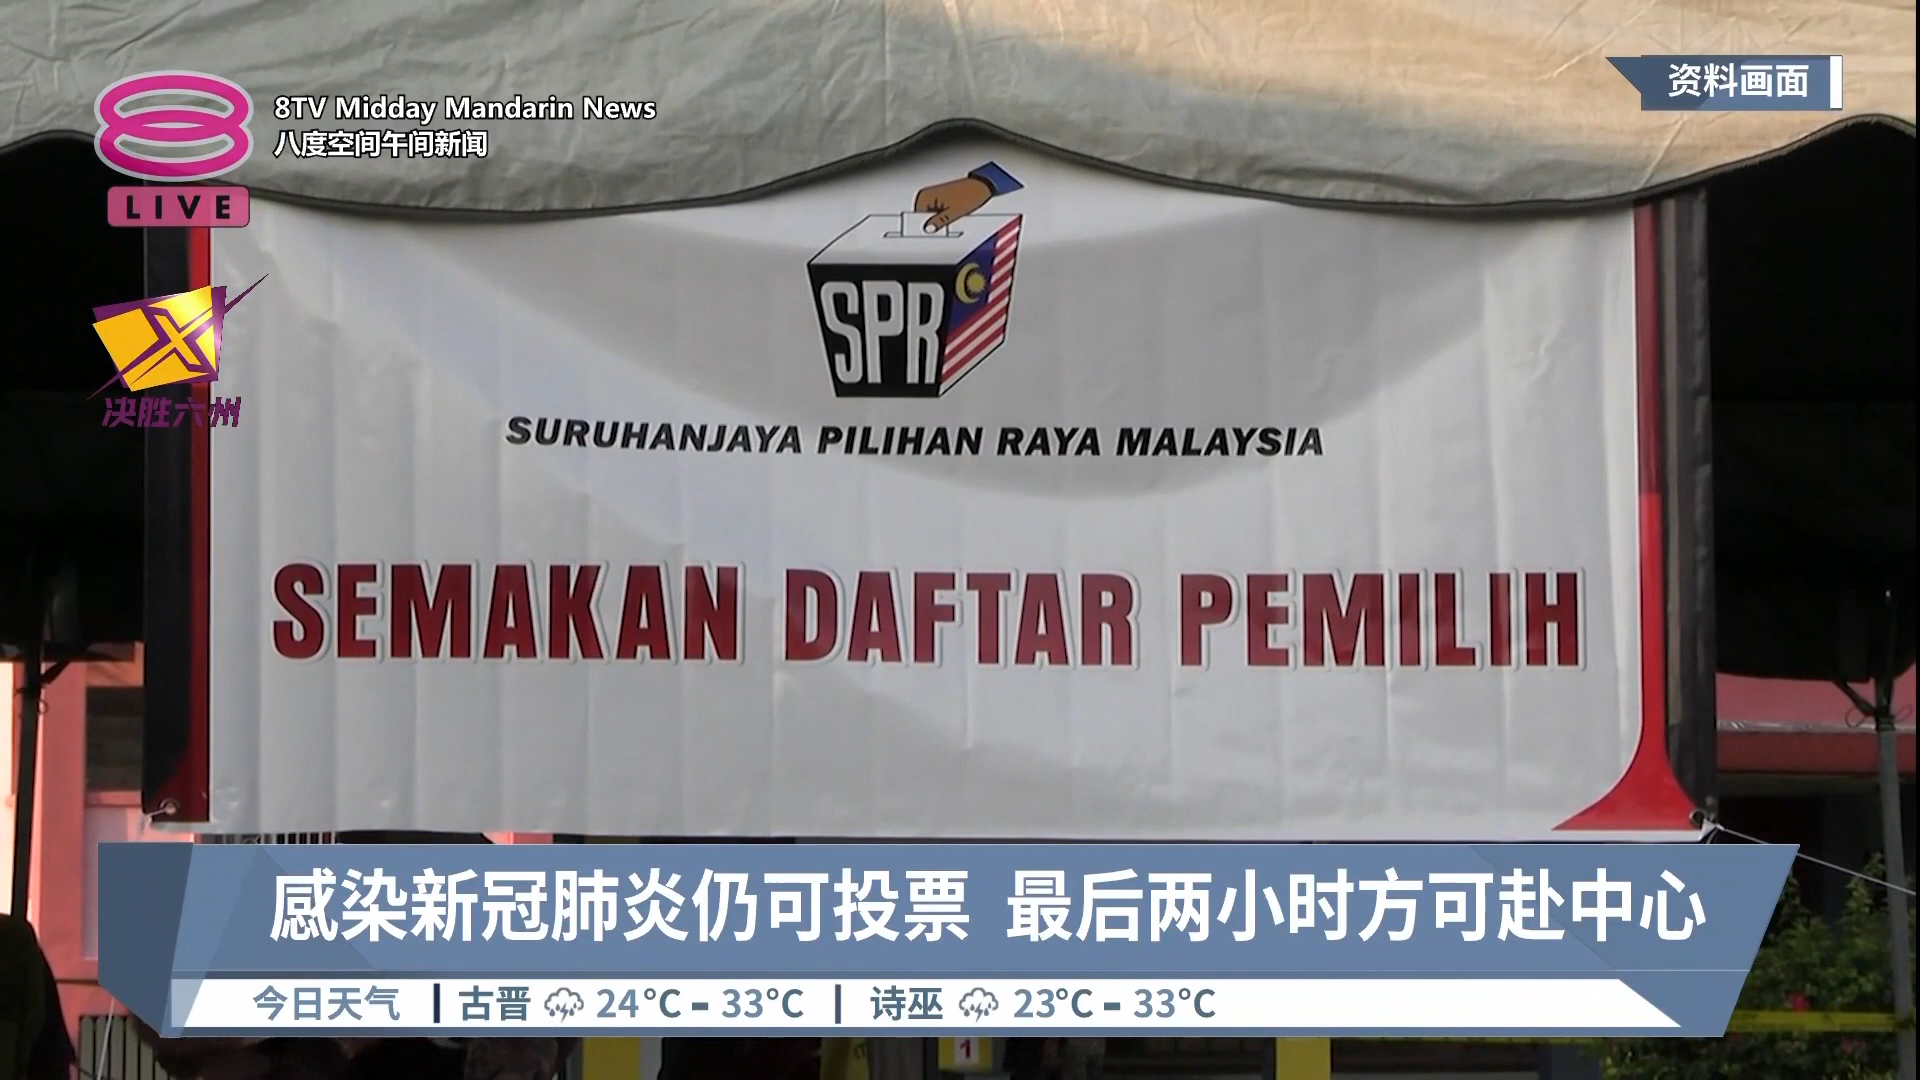 8TV Midday Mandarin News
八度空间午间新闻
资料画面
LIVE
决胜六州
SPR
SURUHANJAYA PILIHAN RAYA MALAYSIA
SEMAKAN DAFTAR PEMILIH
感染新冠肺炎仍可投票 最后两小时方可赴中心
今日天气 | 古晋 24°C - 33°C | 诗巫 23°C - 33°C
1